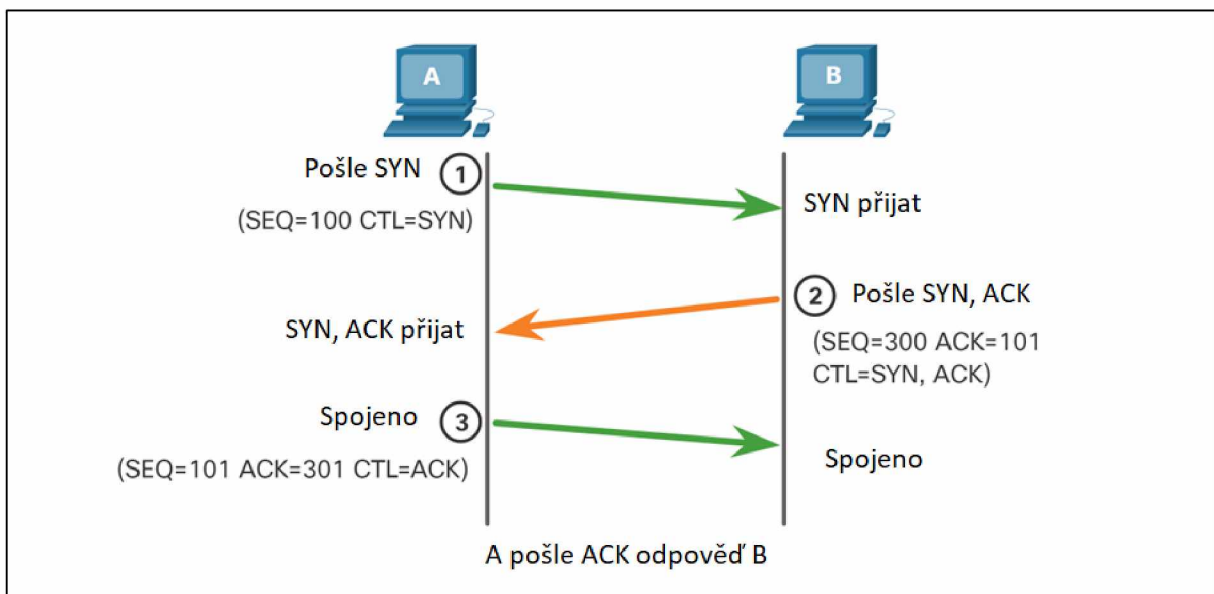 A
B
Pošle SYN 1
(SEQ=100 CTL=SYN)
SYN přijat
2 Pošle SYN, ACK
SYN, ACK přijat
(SEQ=300 ACK=101
CTL=SYN, ACK)
Spojeno 3
(SEQ=101 ACK=301 CTL=ACK)
Spojeno
A pošle ACK odpověď B